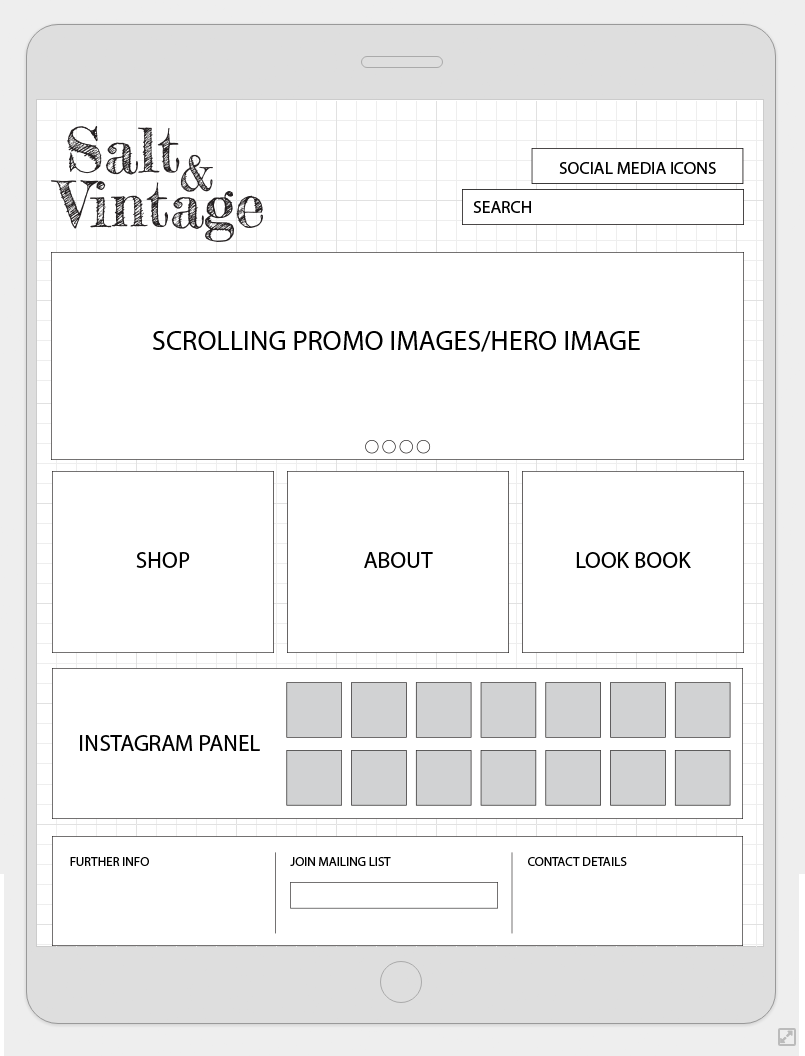 Salt
&
Vintage
SOCIAL MEDIA ICONS
SEARCH
SCROLLING PROMO IMAGES/HERO IMAGE
SHOP
ABOUT
LOOK BOOK
INSTAGRAM PANEL
FURTHER INFO
JOIN MAILING LIST
CONTACT DETAILS